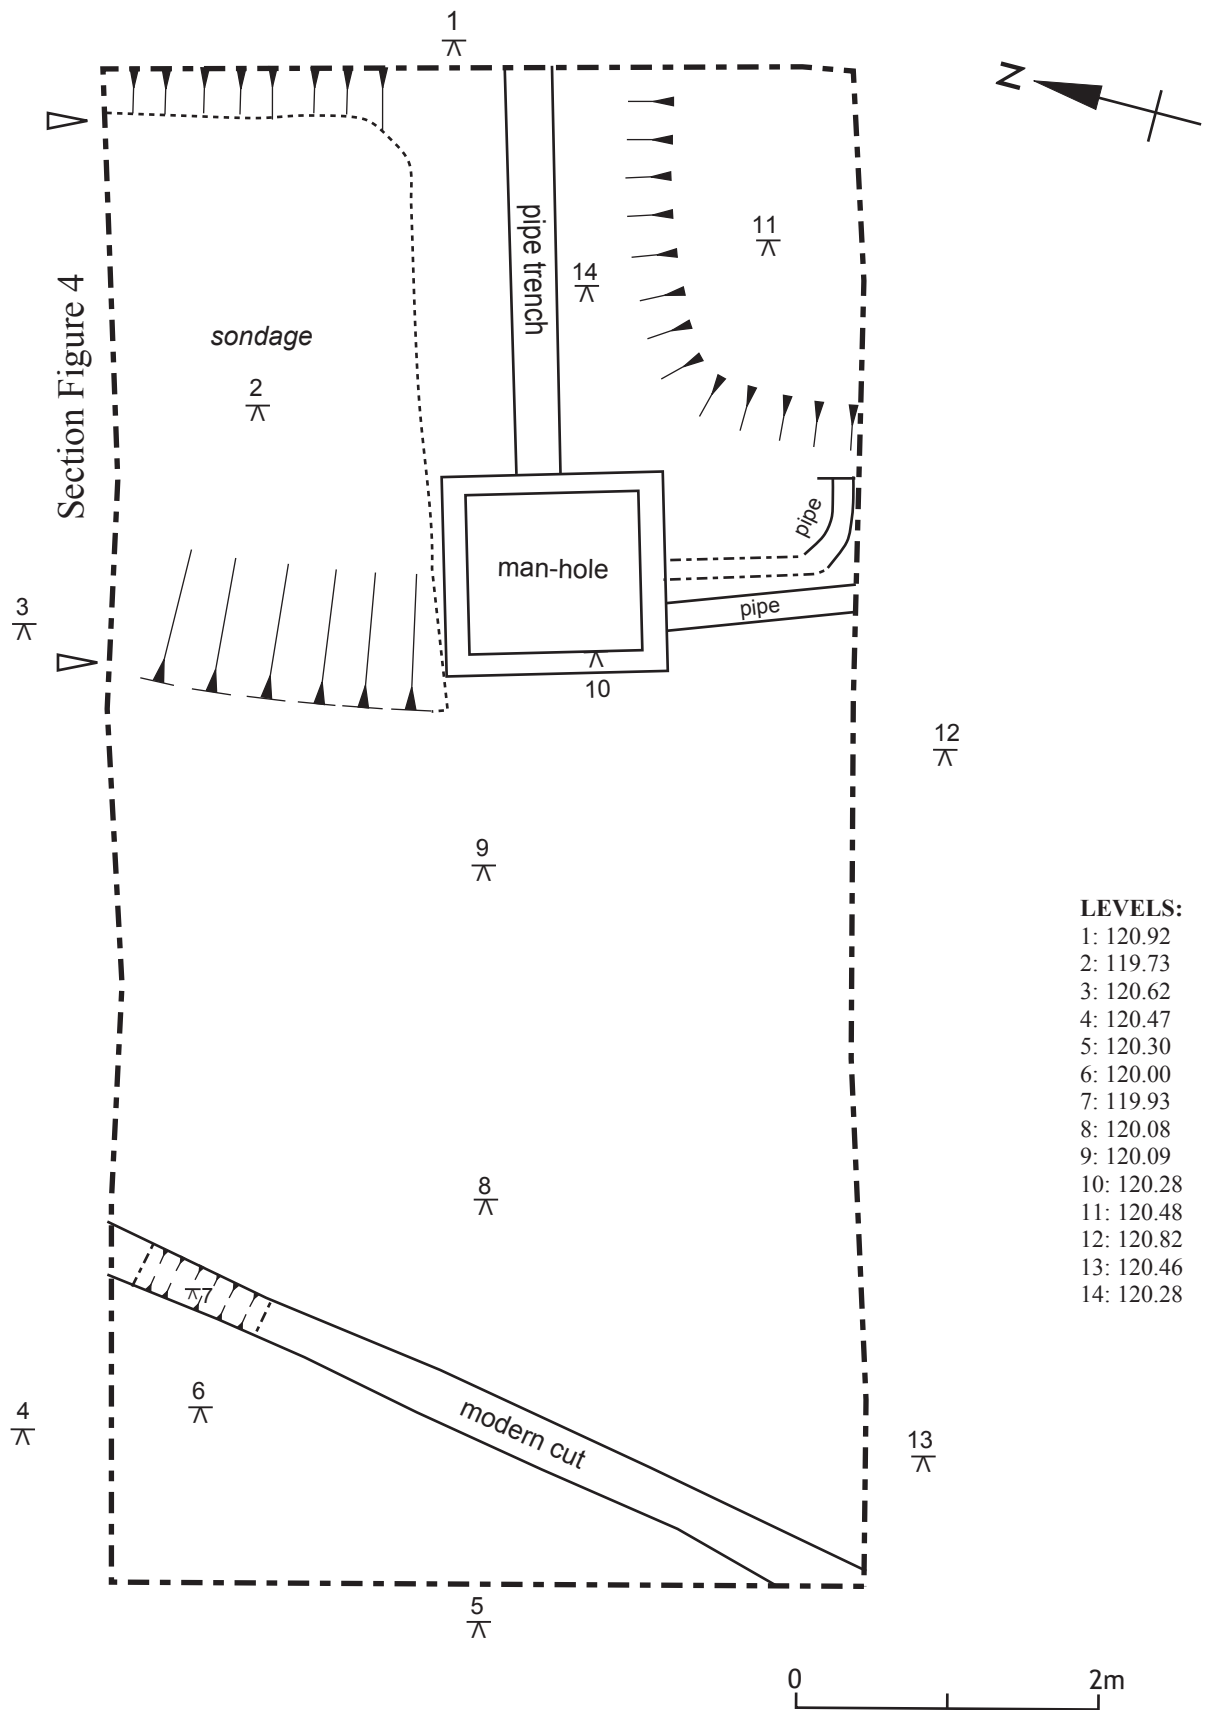 1
N
11
14
pipe trench
Section Figure 4
sondage
2
pipe
man-hole
pipe
3
10
12
9
LEVELS:
1: 120.92
2: 119.73
3: 120.62
4: 120.47
5: 120.30
6: 120.00
7: 119.93
8: 120.08
9: 120.09
10: 120.28
11: 120.48
12: 120.82
13: 120.46
14: 120.28
8
7
6
4
modern cut
13
5
0 2m